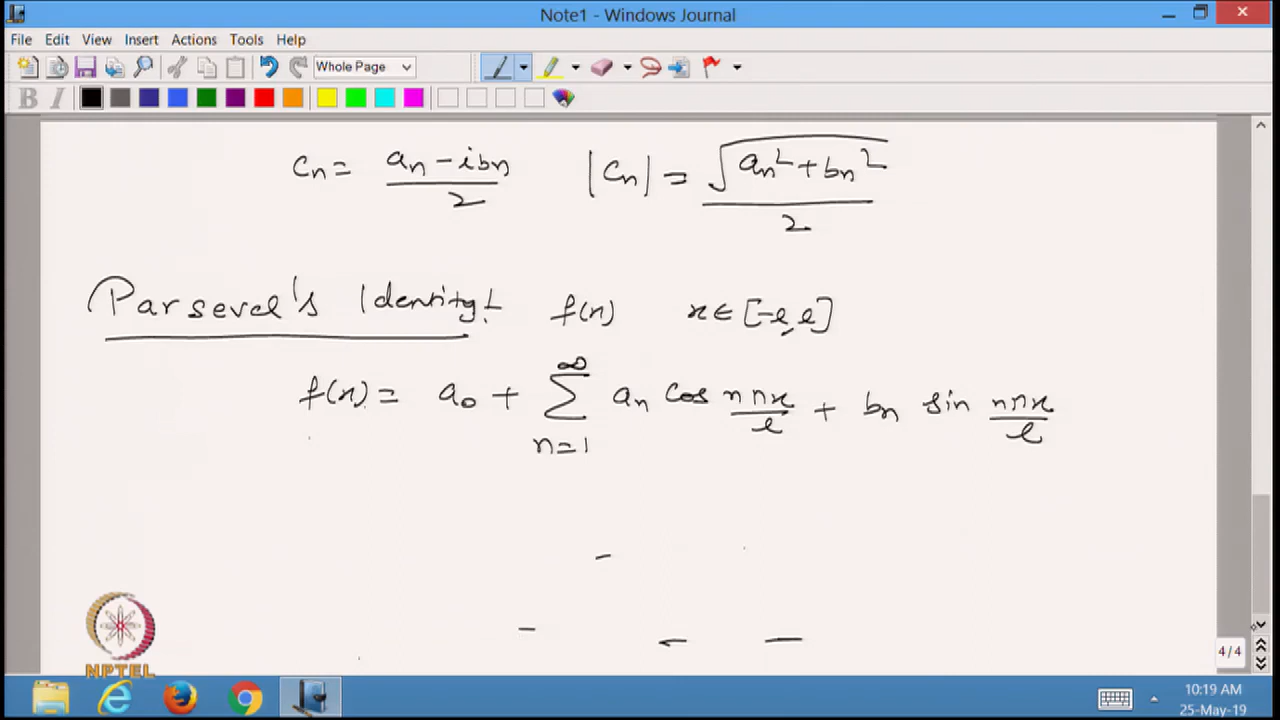 Note1 - Windows Journal
File Edit View Insert Actions Tools Help
Whole Page
B I
cn = an - ibn / 2   |cn| = √(an² + bn²) / 2
Parsevel's Identity! f(x) x ∈ [-l, l]
f(x) = a0 + ∑ n=1 ∞ an cos nπx / l + bn sin nπx / l
NPTEL
4 / 4
10:19 AM
25-May-19